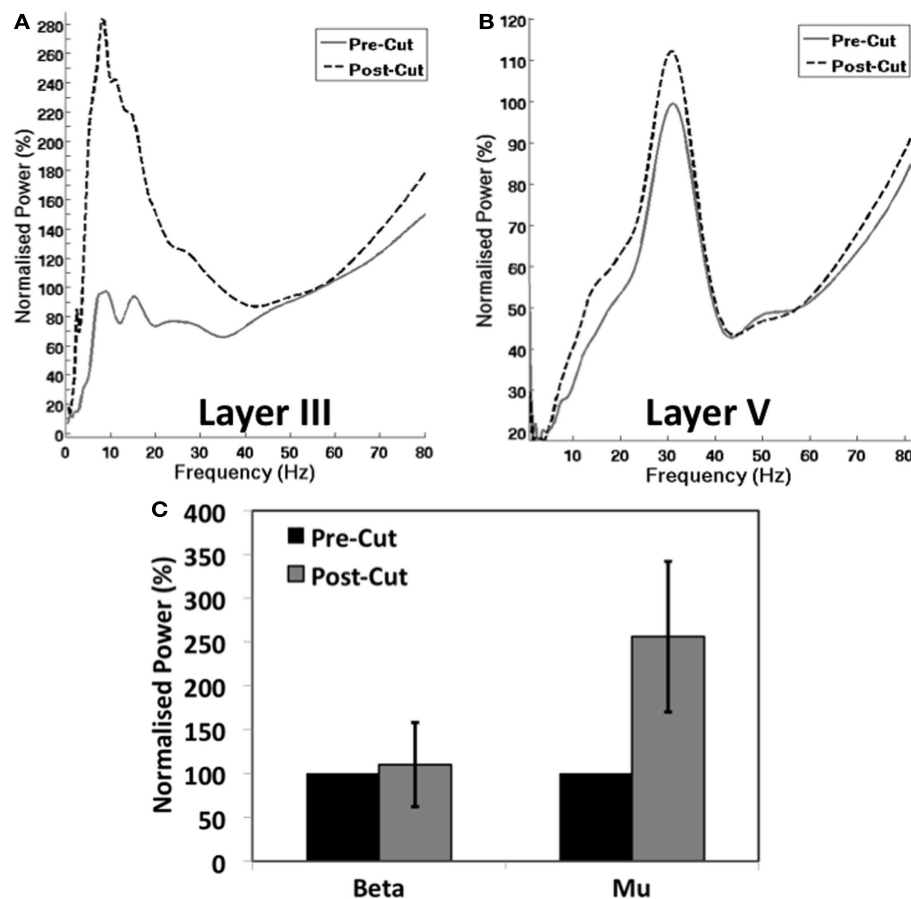 A
Normalised Power (%)
280
260
240
220
200
180
160
140
120
100
80
60
40
20
0
0 10 20 30 40 50 60 70 80
Frequency (Hz)
Pre-Cut
Post-Cut
Layer III
B
Normalised Power (%)
120
110
100
90
80
70
60
50
40
30
20
10 20 30 40 50 60 70 80
Frequency (Hz)
Pre-Cut
Post-Cut
Layer V
C
Normalised Power (%)
400
350
300
250
200
150
100
50
0
Pre-Cut
Post-Cut
Beta Mu